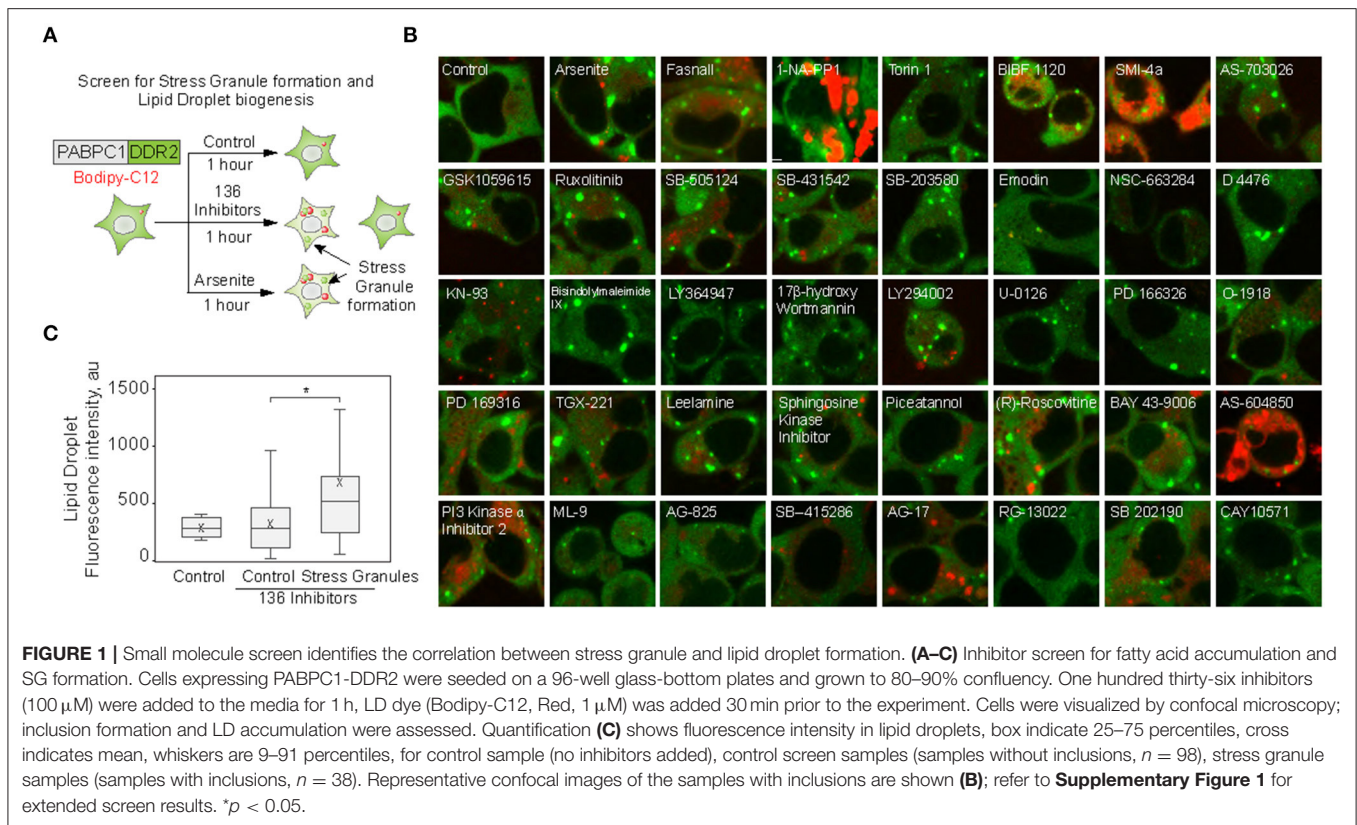 A
Screen for Stress Granule formation and
Lipid Droplet biogenesis
PABPC1 DDR2
Bodipy-C12
Control
1 hour
136
Inhibitors
1 hour
Arsenite
1 hour
Stress
Granule
formation
B
Control
Arsenite
Fasnall
1-NA-PP1
Torin 1
BIBF 1120
SMI-4a
AS-703026
GSK1059615
Ruxolitinib
SB-505124
SB-431542
SB-203580
Emodin
NSC-663284
D 4476
KN-93
Bisindolylmaleimide
IX
LY364947
17β-hydroxy
Wortmannin
LY294002
U-0126
PD 166326
O-1918
PD 169316
TGX-221
Leelamine
Sphingosine
Kinase
Inhibitor
Piceatannol
(R)-Roscovitine
BAY 43-9006
AS-604850
PI3 Kinase α
Inhibitor 2
ML-9
AG-825
SB–415286
AG-17
RG-13022
SB 202190
CAY10571
C
Lipid Droplet
Fluorescence intensity, au
1500
1000
500
0
*
X
X
X
Control
Control
Stress Granules
136 Inhibitors
FIGURE 1 | Small molecule screen identifies the correlation between stress granule and lipid droplet formation. (A–C) Inhibitor screen for fatty acid accumulation and
SG formation. Cells expressing PABPC1-DDR2 were seeded on a 96-well glass-bottom plates and grown to 80–90% confluency. One hundred thirty-six inhibitors
(100 μM) were added to the media for 1 h, LD dye (Bodipy-C12, Red, 1 μM) was added 30 min prior to the experiment. Cells were visualized by confocal microscopy;
inclusion formation and LD accumulation were assessed. Quantification (C) shows fluorescence intensity in lipid droplets, box indicate 25–75 percentiles, cross
indicates mean, whiskers are 9–91 percentiles, for control sample (no inhibitors added), control screen samples (samples without inclusions, n = 98), stress granule
samples (samples with inclusions, n = 38). Representative confocal images of the samples with inclusions are shown (B); refer to Supplementary Figure 1 for
extended screen results. *p < 0.05.